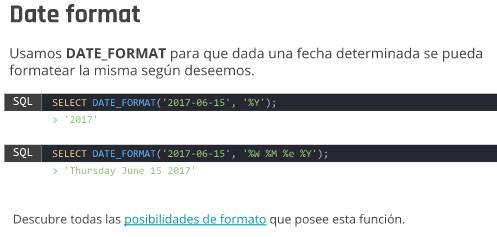 Date format
Usamos DATE_FORMAT para que dada una fecha determinada se pueda
formatear la misma según deseemos.
SQL SELECT DATE_FORMAT('2017-06-15', '%Y');
> '2017'
SQL SELECT DATE_FORMAT('2017-06-15', '%W %M %e %Y');
> 'Thursday June 15 2017'
Descubre todas las posibilidades de formato que posee esta función.